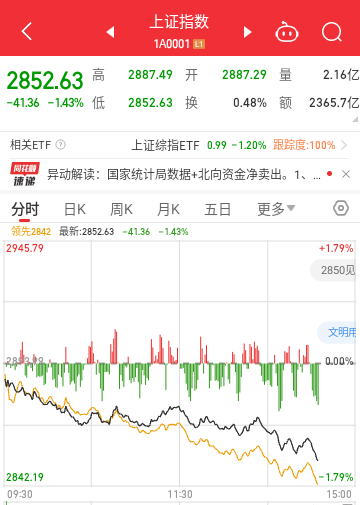 上证指数
1A0001 L1
2852.63 高 2887.49 开 2887.29 量 2.16亿
-41.36 -1.43% 低 2852.63 换 0.48% 额 2365.7亿
相关ETF ? 上证综指ETF 0.99 -1.20% 跟踪度:100%
同花顺 速递 异动解读：国家统计局数据+北向资金净卖出。1、...
分时 日K 周K 月K 五日 更多
领先2842 最新:2852.63 -41.36 -1.43%
2945.79 +1.79%
2850见
文明用
2893.99 0.00%
2842.19 -1.79%
09:30 11:30 15:00